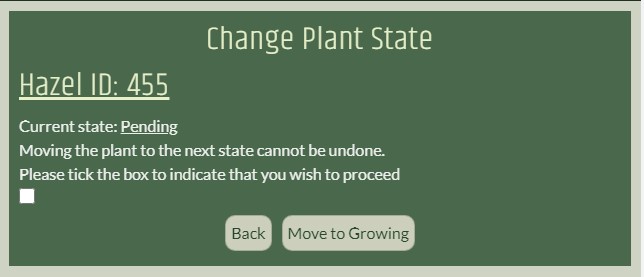 Change Plant State
Hazel ID: 455
Current state: Pending
Moving the plant to the next state cannot be undone.
Please tick the box to indicate that you wish to proceed
Back Move to Growing